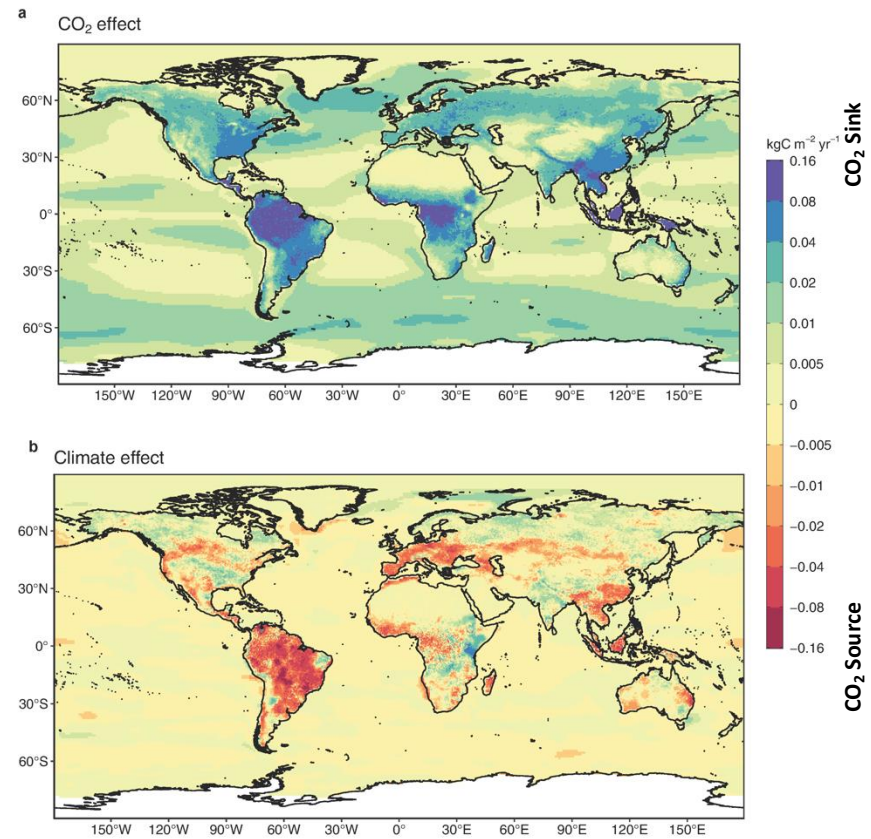 a
CO₂ effect
60°N
30°N
0°
30°S
60°S
150°W 120°W 90°W 60°W 30°W 0° 30°E 60°E 90°E 120°E 150°E
b
Climate effect
60°N
30°N
0°
30°S
60°S
150°W 120°W 90°W 60°W 30°W 0° 30°E 60°E 90°E 120°E 150°E
kgC m⁻² yr⁻¹
0.16
0.08
0.04
0.02
0.01
0.005
0
−0.005
−0.01
−0.02
−0.04
−0.08
−0.16
CO₂ Sink
CO₂ Source